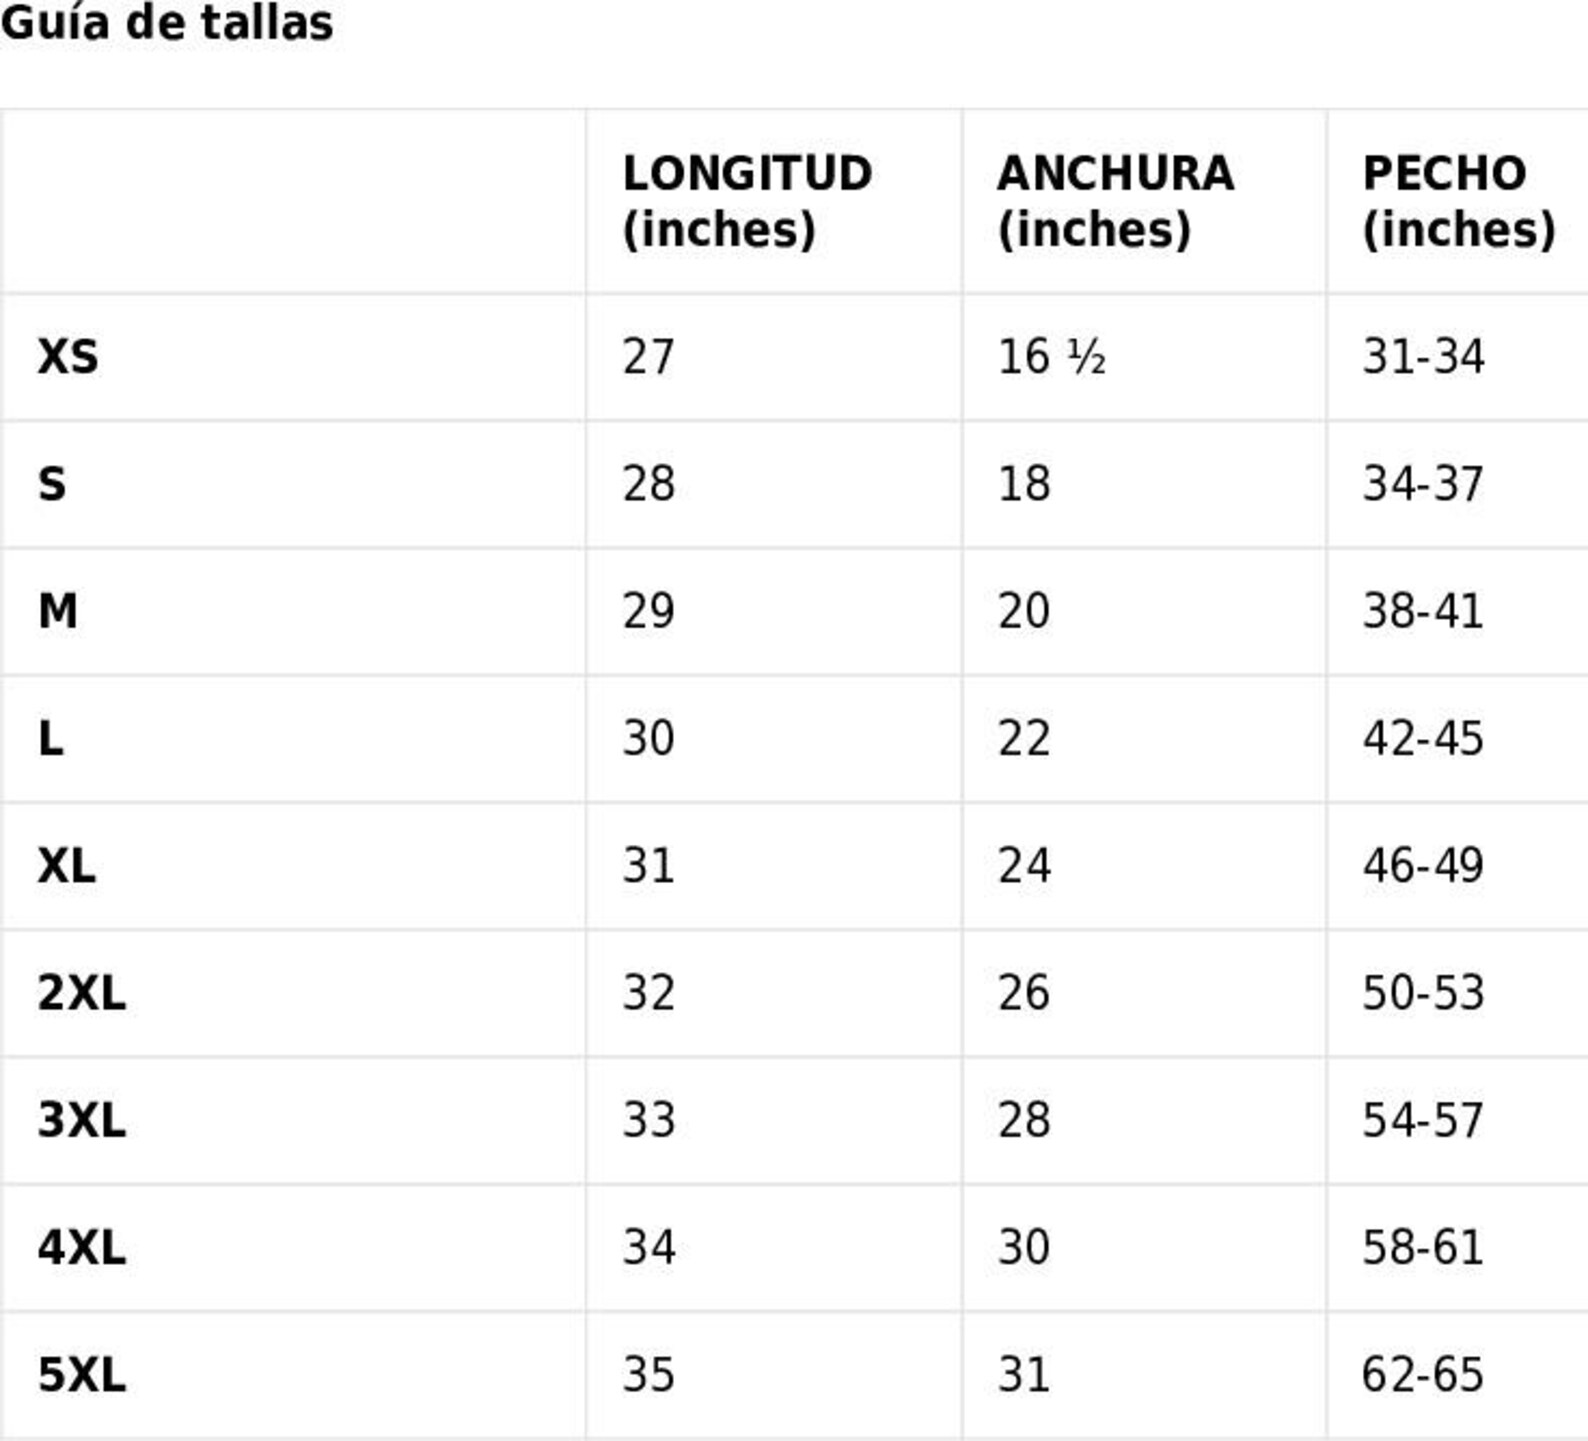 Guía de tallas
LONGITUD ANCHURA PECHO
(inches) (inches) (inches)
XS 27 16 ½ 31-34
S 28 18 34-37
M 29 20 38-41
L 30 22 42-45
XL 31 24 46-49
2XL 32 26 50-53
3XL 33 28 54-57
4XL 34 30 58-61
5XL 35 31 62-65